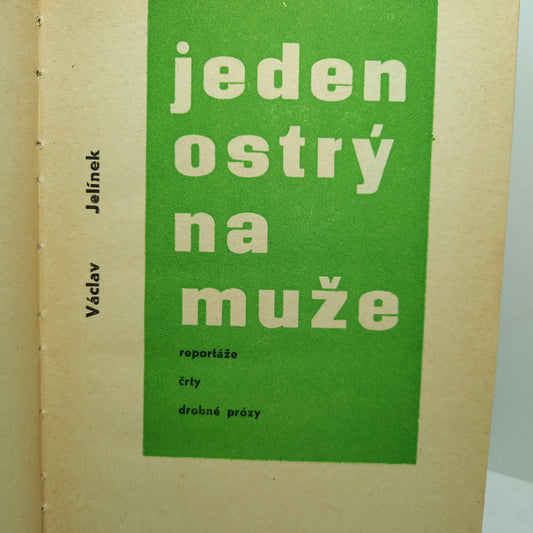 Václav Jelínek
jeden
ostrý
na
muže
reportáže
črty
drobné prózy